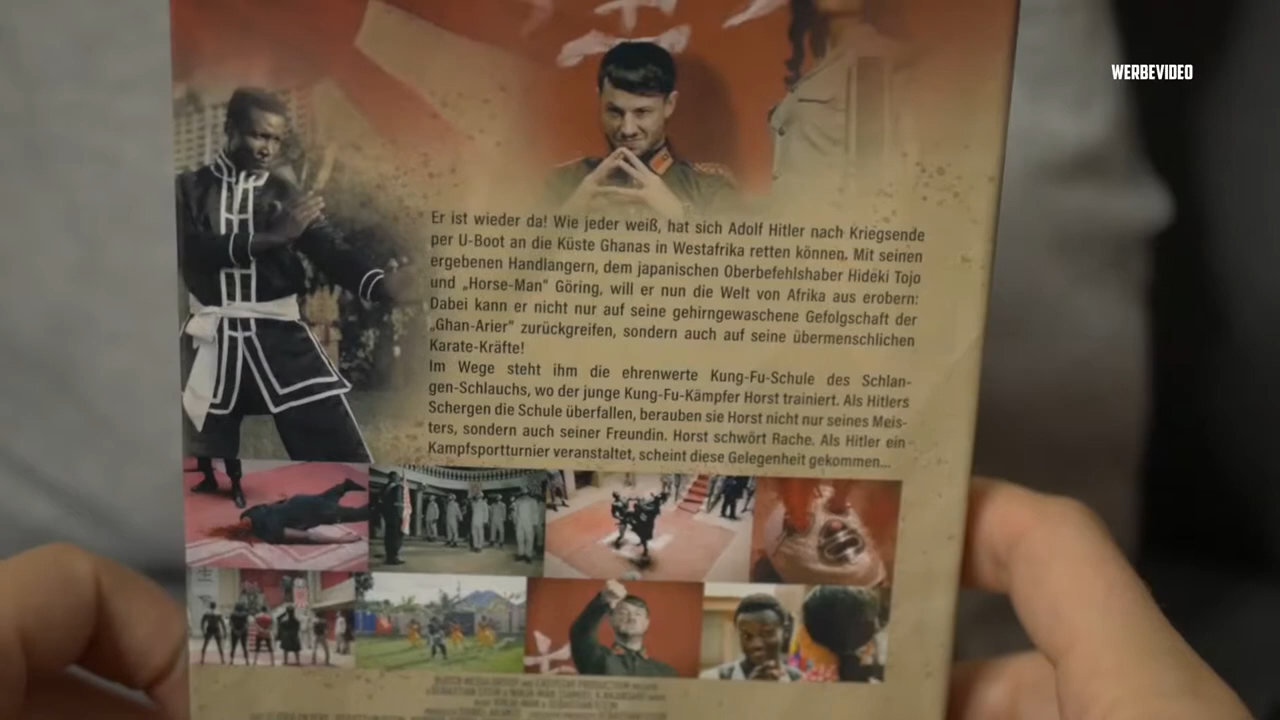 WERBEVIDEO
Er ist wieder da! Wie jeder weiß, hat sich Adolf Hitler nach Kriegsende
per U-Boot an die Küste Ghanas in Westafrika retten können. Mit seinen
ergebenen Handlangern, dem japanischen Oberbefehlshaber Hideki Tojo
und „Horse-Man“ Göring, will er nun die Welt von Afrika aus erobern:
Dabei kann er nicht nur auf seine gehirngewaschene Gefolgschaft der
„Ghan-Arier“ zurückgreifen, sondern auch auf seine übermenschlichen
Karate-Kräfte!
Im Wege steht ihm die ehrenwerte Kung-Fu-Schule des Schlan-
gen-Schlauchs, wo der junge Kung-Fu-Kämpfer Horst trainiert. Als Hitlers
Schergen die Schule überfallen, berauben sie Horst nicht nur seines Meis-
ters, sondern auch seiner Freundin. Horst schwört Rache. Als Hitler ein
Kampfsportturnier veranstaltet, scheint diese Gelegenheit gekommen...